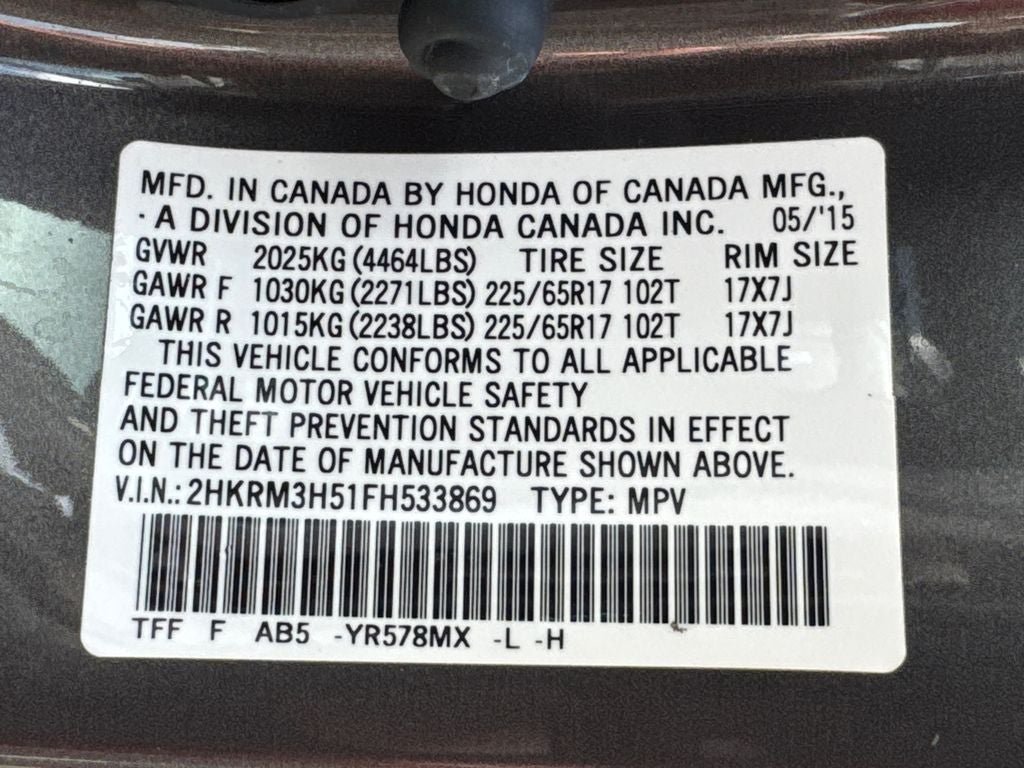 MFD. IN CANADA BY HONDA OF CANADA MFG.,
· A DIVISION OF HONDA CANADA INC. 05/'15
GVWR 2025KG (4464LBS) TIRE SIZE RIM SIZE
GAWR F 1030KG (2271LBS) 225/65R17 102T 17X7J
GAWR R 1015KG (2238LBS) 225/65R17 102T 17X7J
THIS VEHICLE CONFORMS TO ALL APPLICABLE
FEDERAL MOTOR VEHICLE SAFETY
AND THEFT PREVENTION STANDARDS IN EFFECT
ON THE DATE OF MANUFACTURE SHOWN ABOVE.
V.I.N.: 2HKRM3H51FH533869 TYPE: MPV
TFF F AB5 -YR578MX -L -H